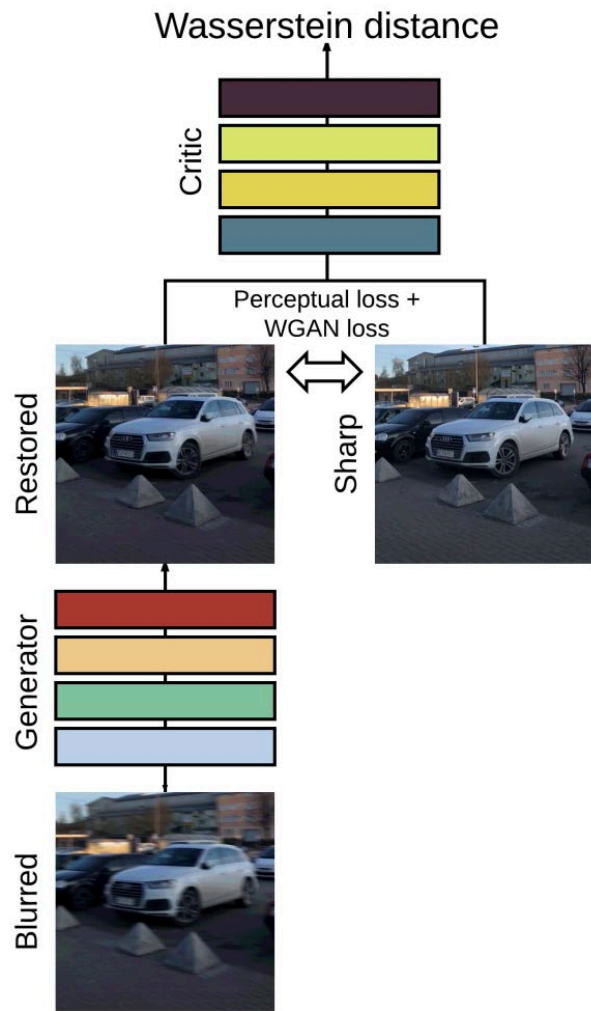 Wasserstein distance
Critic
Perceptual loss +
WGAN loss
Restored
Sharp
Generator
Blurred